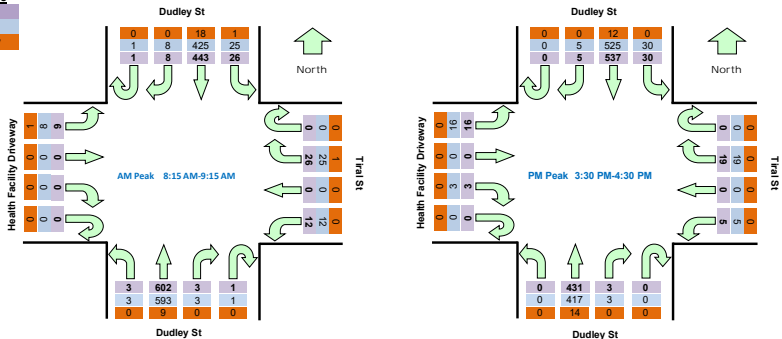 Dudley St
0 0 18 1
1 8 425 25
1 8 443 26
North
Health Facility Driveway
1 8 9
0 0 0
0 0 0
0 0 0
AM Peak 8:15 AM-9:15 AM
0 0 0
26 25 1
0 0 0
12 12 0
Tiral St
3 602 3 1
3 593 3 1
0 9 0 0
Dudley St
Dudley St
0 0 12 0
0 5 525 30
0 5 537 30
North
Health Facility Driveway
0 16 16
0 0 0
0 3 3
0 0 0
PM Peak 3:30 PM-4:30 PM
0 0 0
19 19 0
0 0 0
5 5 0
Tiral St
0 431 3 0
0 417 3 0
0 14 0 0
Dudley St